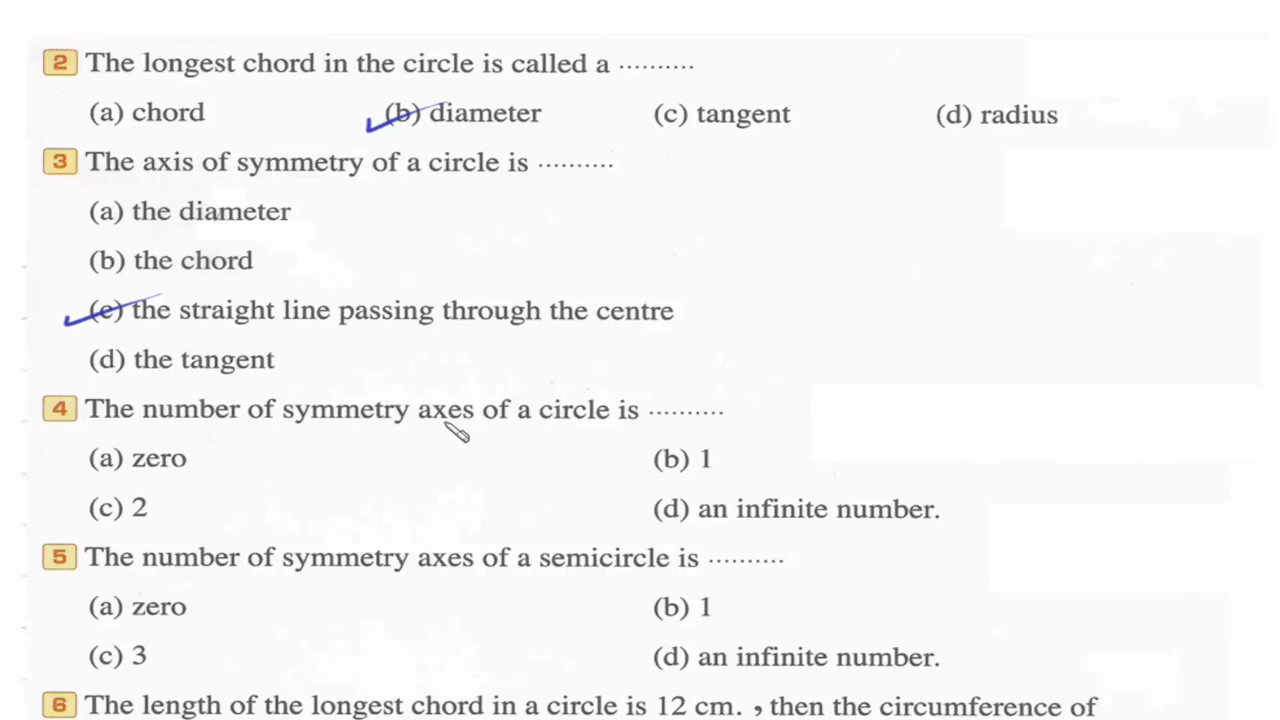 2 The longest chord in the circle is called a ..........
(a) chord (b) diameter (c) tangent (d) radius
3 The axis of symmetry of a circle is ..........
(a) the diameter
(b) the chord
(c) the straight line passing through the centre
(d) the tangent
4 The number of symmetry axes of a circle is ..........
(a) zero (b) 1
(c) 2 (d) an infinite number.
5 The number of symmetry axes of a semicircle is ..........
(a) zero (b) 1
(c) 3 (d) an infinite number.
6 The length of the longest chord in a circle is 12 cm. , then the circumference of